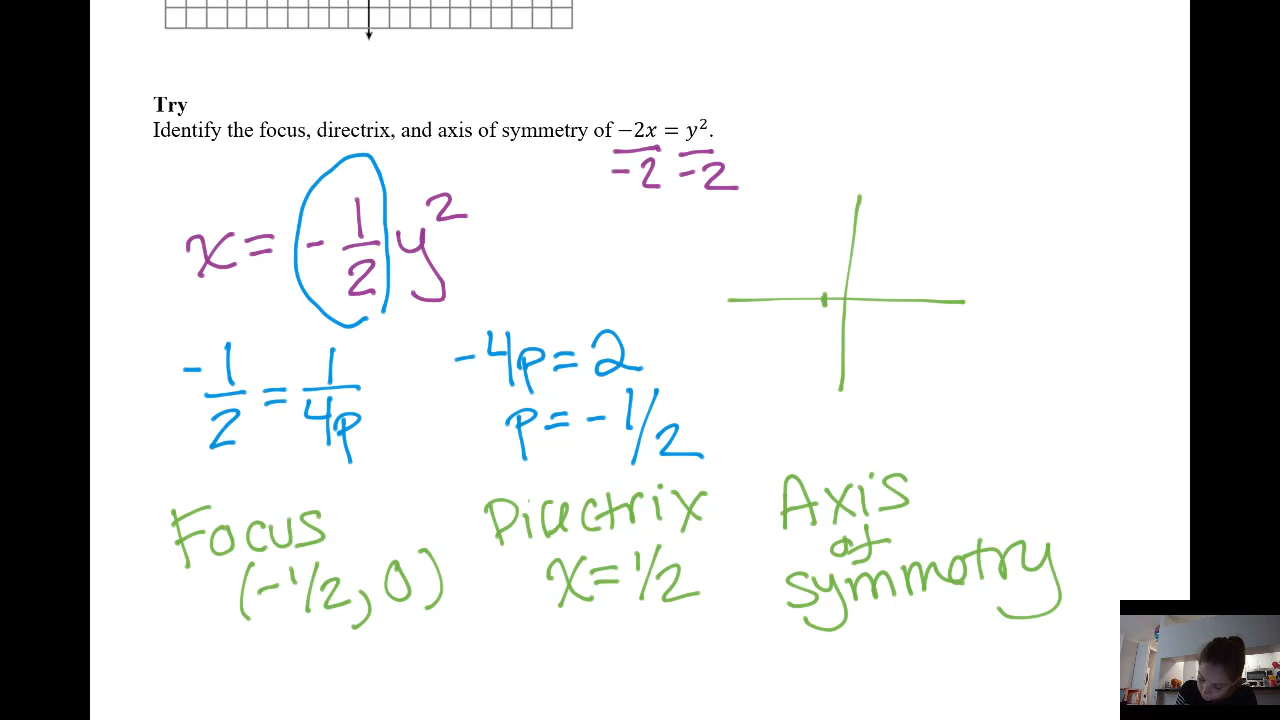 Try
Identify the focus, directrix, and axis of symmetry of −2x = y².
-2 -2
x = -1/2 y²
-1/2 = 1/4p
-4p = 2
p = -1/2
Focus
(-1/2, 0)
Directrix
x = 1/2
Axis
of
symmetry